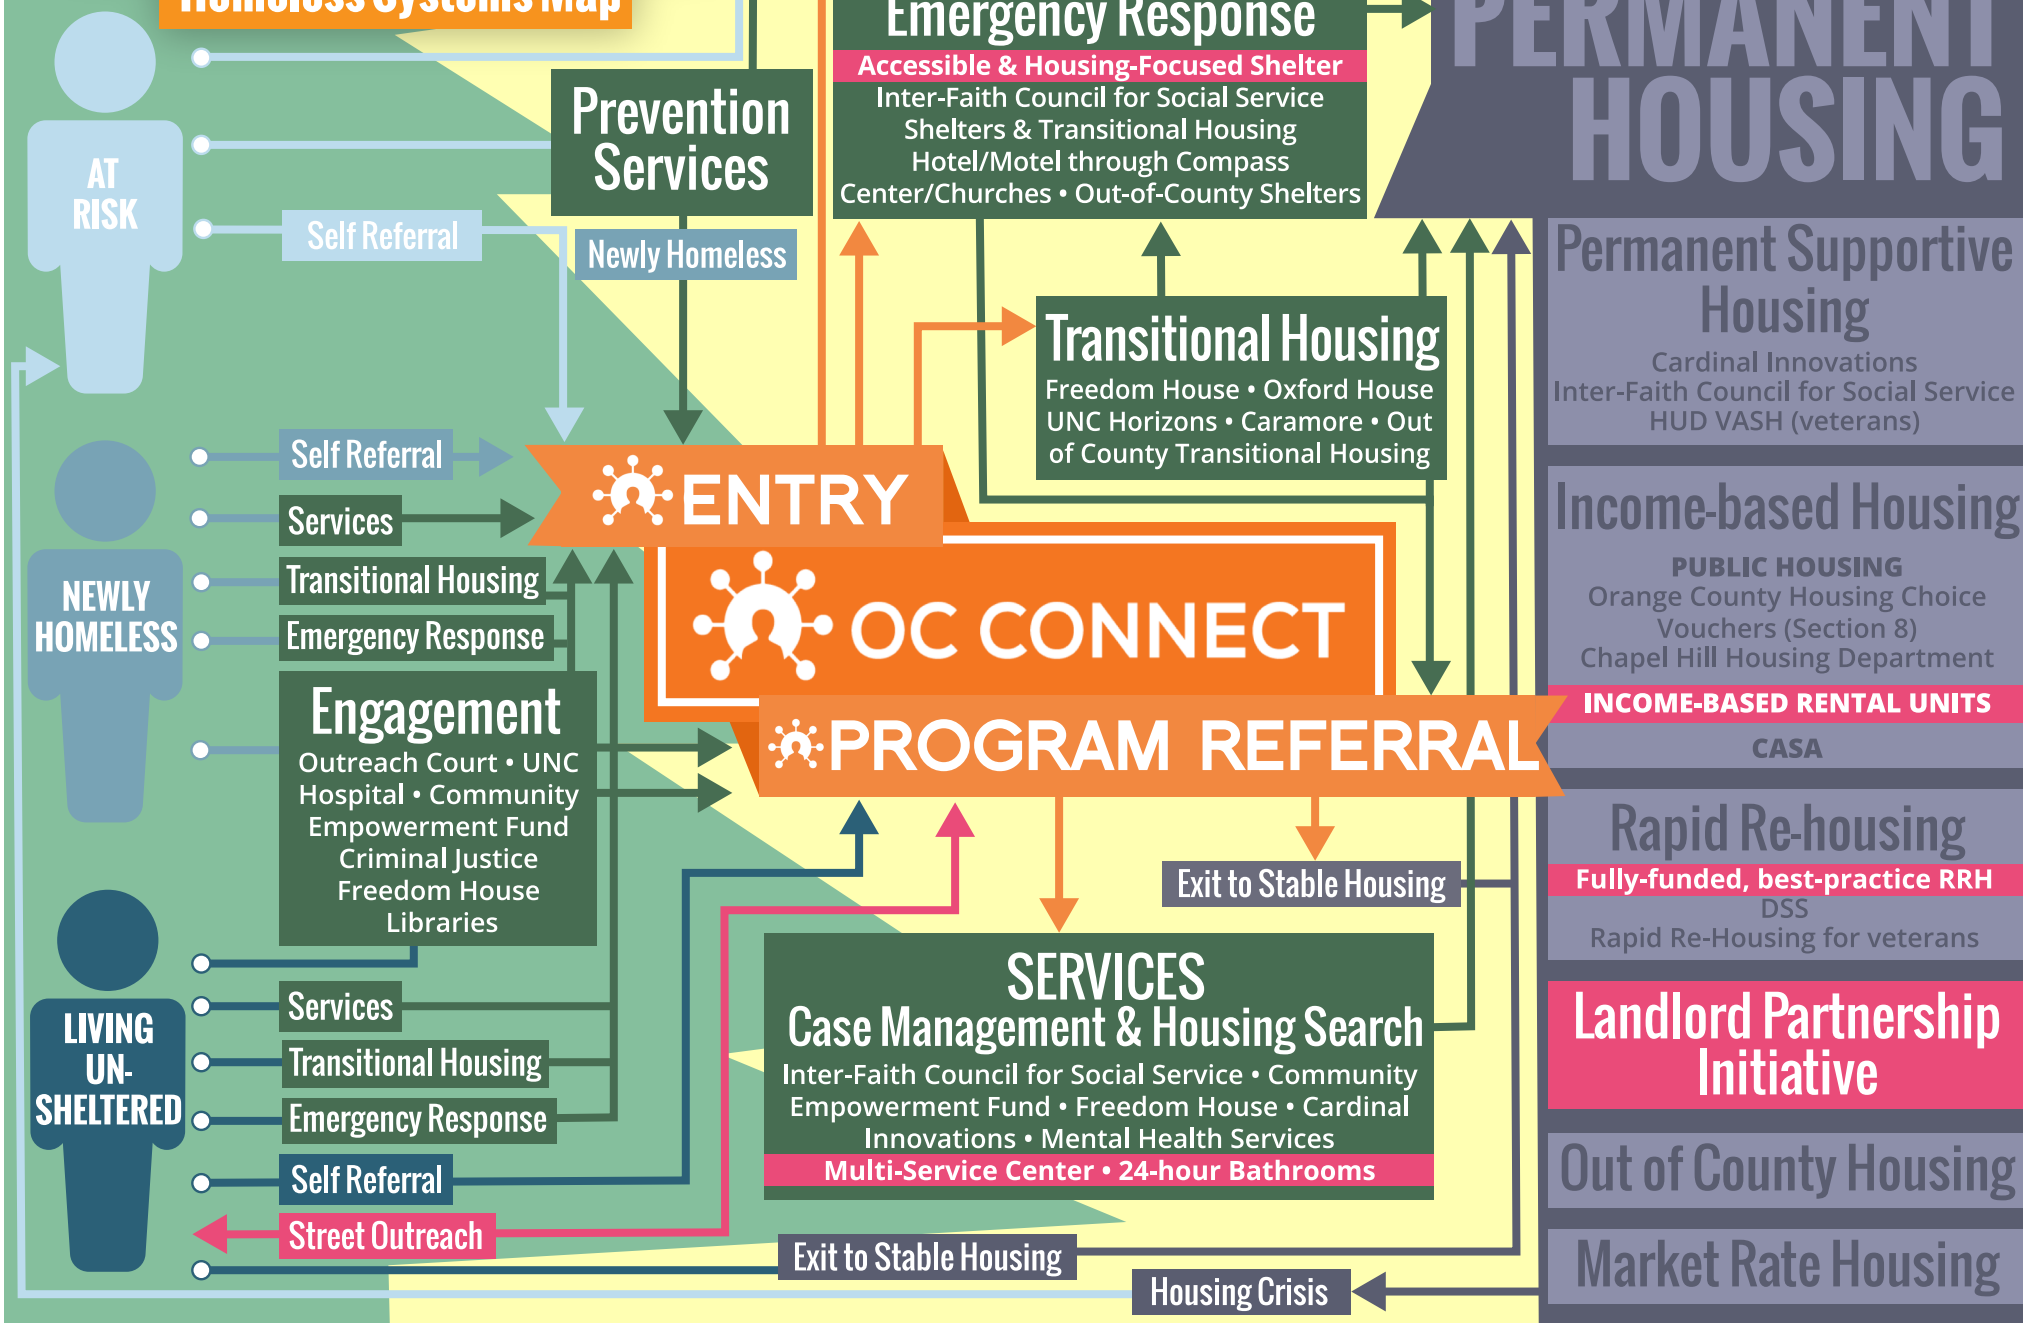 Homeless Systems Map
AT
RISK
Self Referral
Prevention
Services
Newly Homeless
Emergency Response
Accessible & Housing-Focused Shelter
Inter-Faith Council for Social Service
Shelters & Transitional Housing
Hotel/Motel through Compass
Center/Churches • Out-of-County Shelters
Transitional Housing
Freedom House • Oxford House
UNC Horizons • Caramore • Out
of County Transitional Housing
NEWLY
HOMELESS
Self Referral
Services
Transitional Housing
Emergency Response
Engagement
Outreach Court • UNC
Hospital • Community
Empowerment Fund
Criminal Justice
Freedom House
Libraries
ENTRY
OC CONNECT
PROGRAM REFERRAL
Exit to Stable Housing
LIVING
UN-
SHELTERED
Services
Transitional Housing
Emergency Response
Self Referral
Street Outreach
SERVICES
Case Management & Housing Search
Inter-Faith Council for Social Service • Community
Empowerment Fund • Freedom House • Cardinal
Innovations • Mental Health Services
Multi-Service Center • 24-hour Bathrooms
Exit to Stable Housing
Housing Crisis
PERMANENT
HOUSING
Permanent Supportive
Housing
Cardinal Innovations
Inter-Faith Council for Social Service
HUD VASH (veterans)
Income-based Housing
PUBLIC HOUSING
Orange County Housing Choice
Vouchers (Section 8)
Chapel Hill Housing Department
INCOME-BASED RENTAL UNITS
CASA
Rapid Re-housing
Fully-funded, best-practice RRH
DSS
Rapid Re-Housing for veterans
Landlord Partnership
Initiative
Out of County Housing
Market Rate Housing